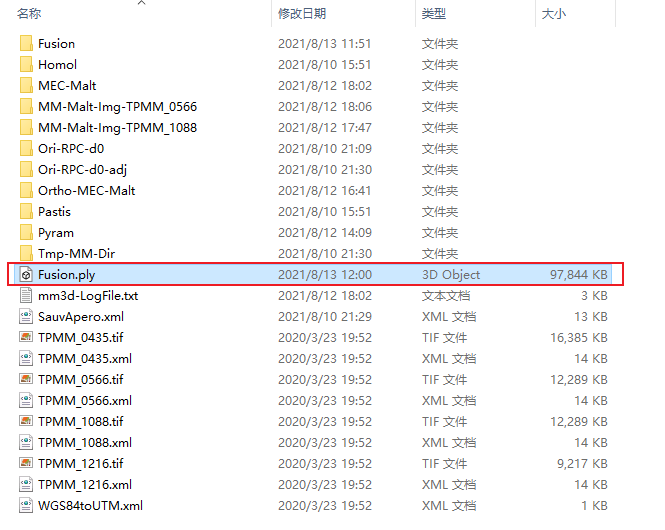 名称 修改日期 类型 大小
Fusion 2021/8/13 11:51 文件夹
Homol 2021/8/10 15:51 文件夹
MEC-Malt 2021/8/12 18:02 文件夹
MM-Malt-Img-TPMM_0566 2021/8/12 18:06 文件夹
MM-Malt-Img-TPMM_1088 2021/8/12 17:47 文件夹
Ori-RPC-d0 2021/8/10 21:09 文件夹
Ori-RPC-d0-adj 2021/8/10 21:30 文件夹
Ortho-MEC-Malt 2021/8/12 16:41 文件夹
Pastis 2021/8/10 15:51 文件夹
Pyram 2021/8/12 14:09 文件夹
Tmp-MM-Dir 2021/8/10 21:30 文件夹
Fusion.ply 2021/8/13 12:00 3D Object 97,844 KB
mm3d-LogFile.txt 2021/8/12 18:02 文本文档 3 KB
SauvApero.xml 2021/8/10 21:29 XML 文档 13 KB
TPMM_0435.tif 2020/3/23 19:52 TIF 文件 16,385 KB
TPMM_0435.xml 2020/3/23 19:52 XML 文档 14 KB
TPMM_0566.tif 2020/3/23 19:52 TIF 文件 12,289 KB
TPMM_0566.xml 2020/3/23 19:52 XML 文档 14 KB
TPMM_1088.tif 2020/3/23 19:52 TIF 文件 12,289 KB
TPMM_1088.xml 2020/3/23 19:52 XML 文档 14 KB
TPMM_1216.tif 2020/3/23 19:52 TIF 文件 9,217 KB
TPMM_1216.xml 2020/3/23 19:52 XML 文档 14 KB
WGS84toUTM.xml 2020/3/23 19:52 XML 文档 1 KB